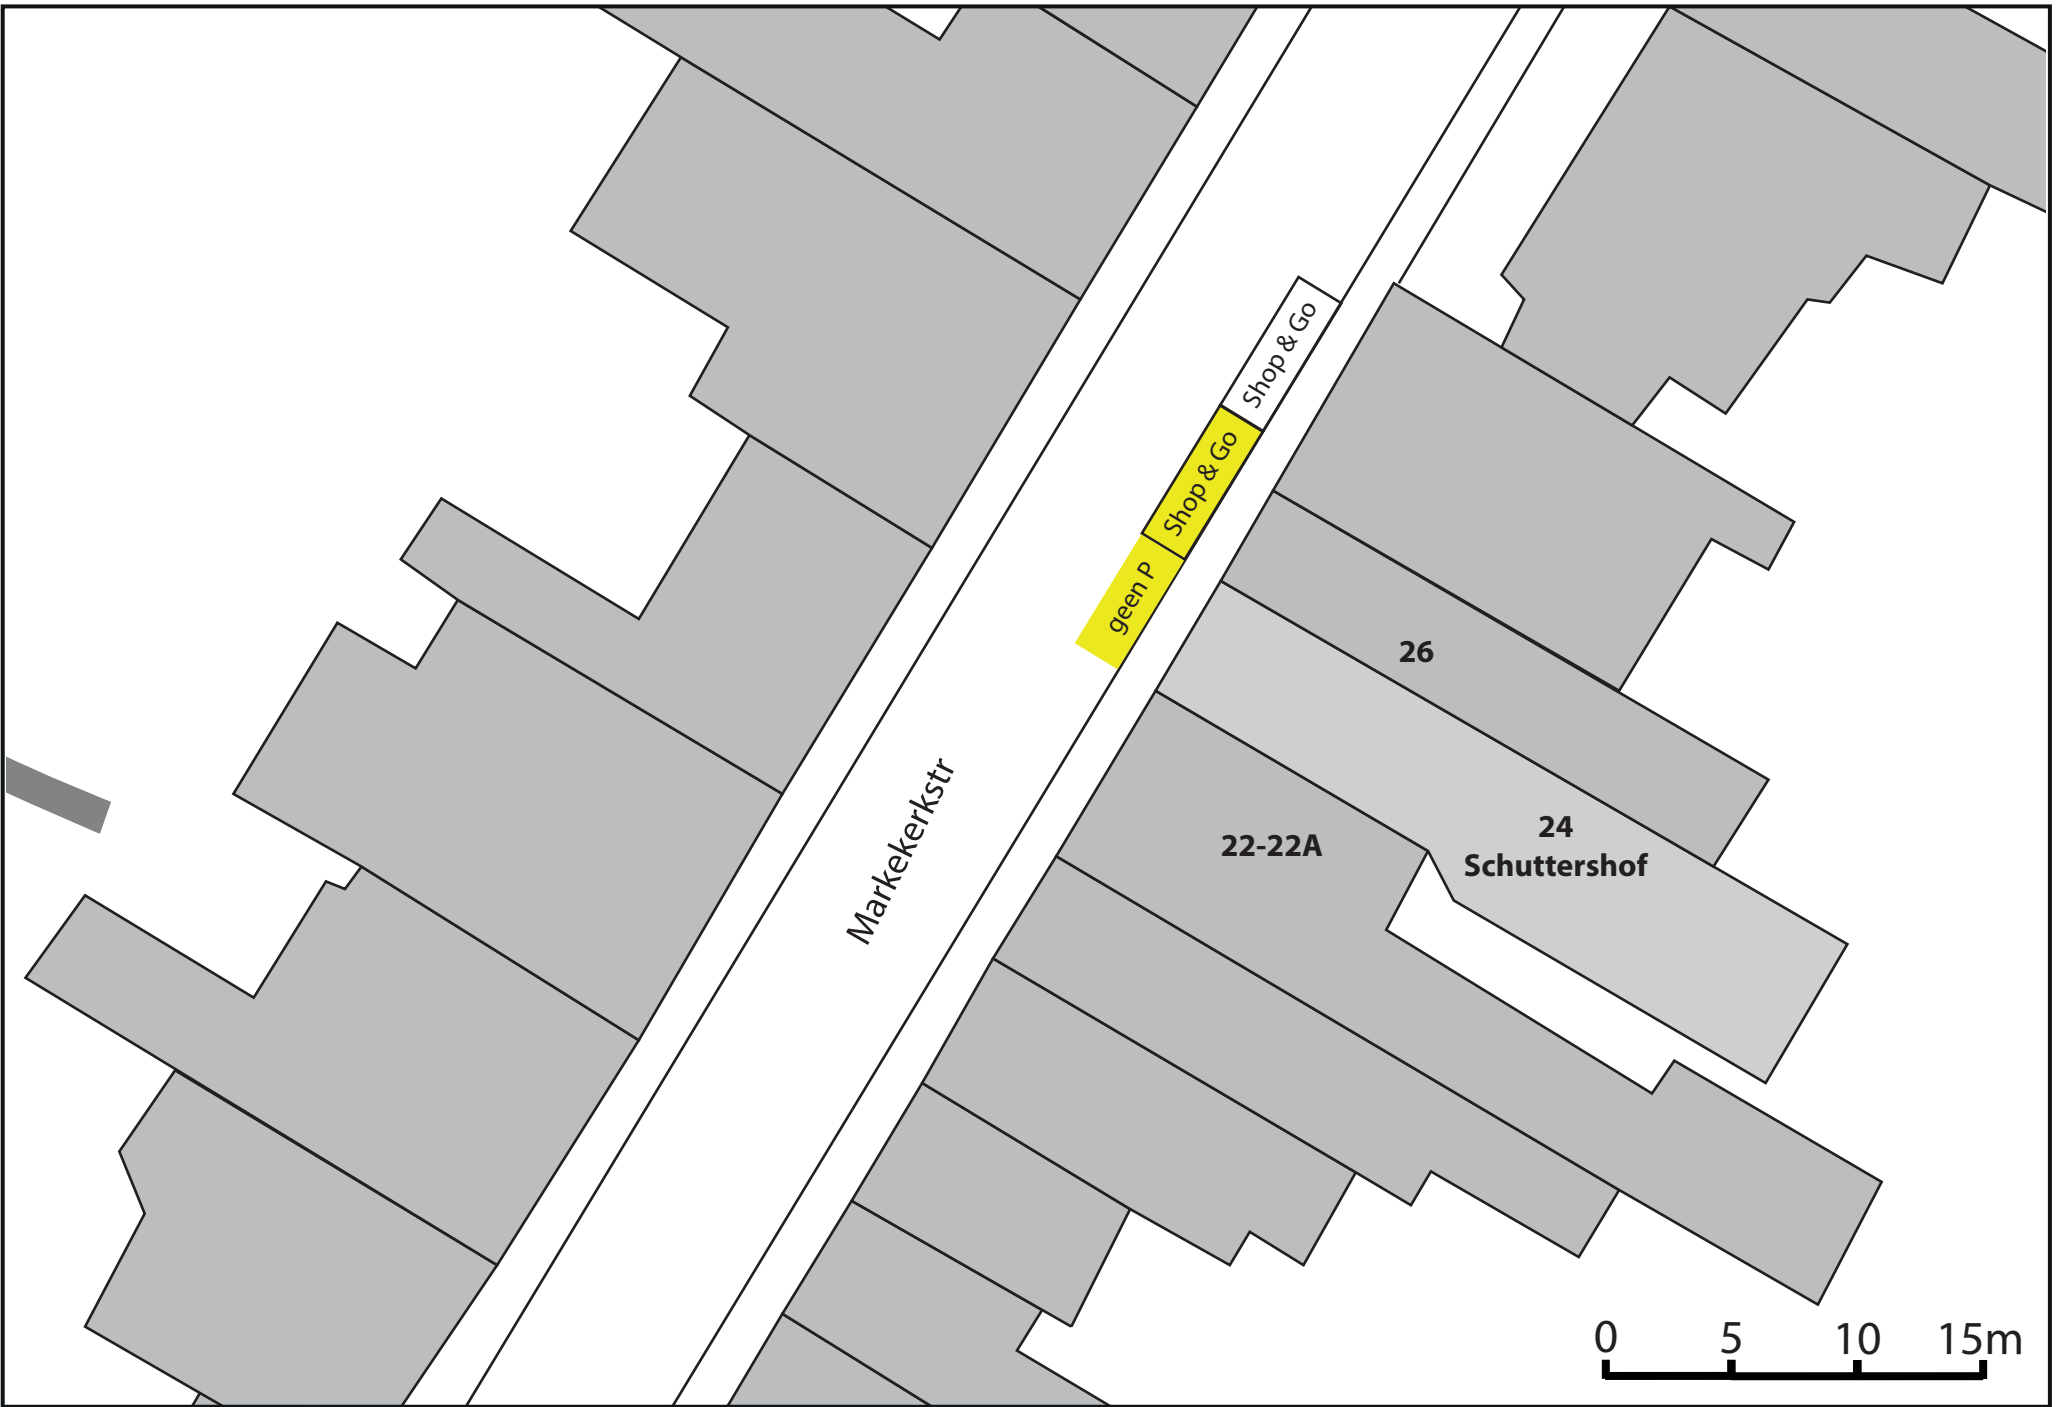 Shop & Go
Shop & Go
geen P
26
24
Schuttershof
22-22A
Markekerkstr
0 5 10 15m